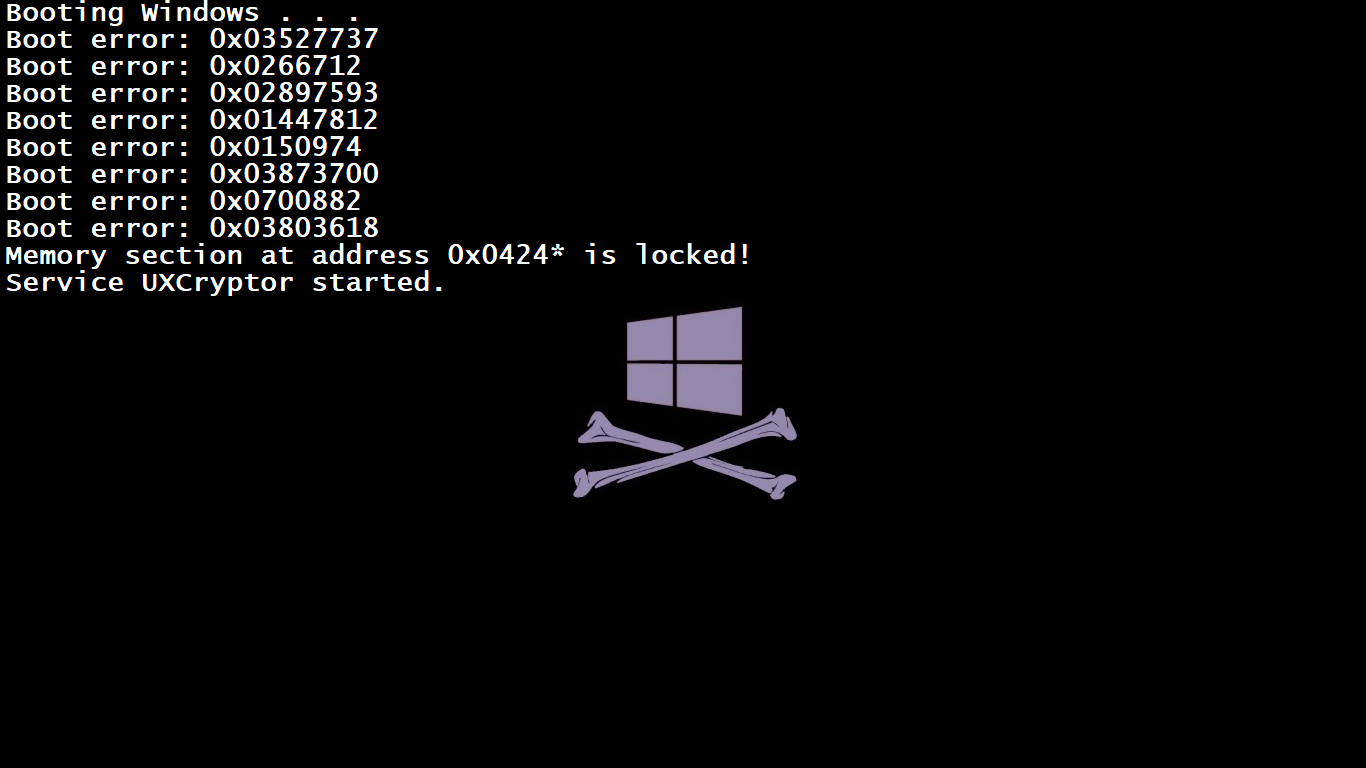 Booting Windows . . .
Boot error: 0x03527737
Boot error: 0x0266712
Boot error: 0x02897593
Boot error: 0x01447812
Boot error: 0x0150974
Boot error: 0x03873700
Boot error: 0x0700882
Boot error: 0x03803618
Memory section at address 0x0424* is locked!
Service UXCryptor started.